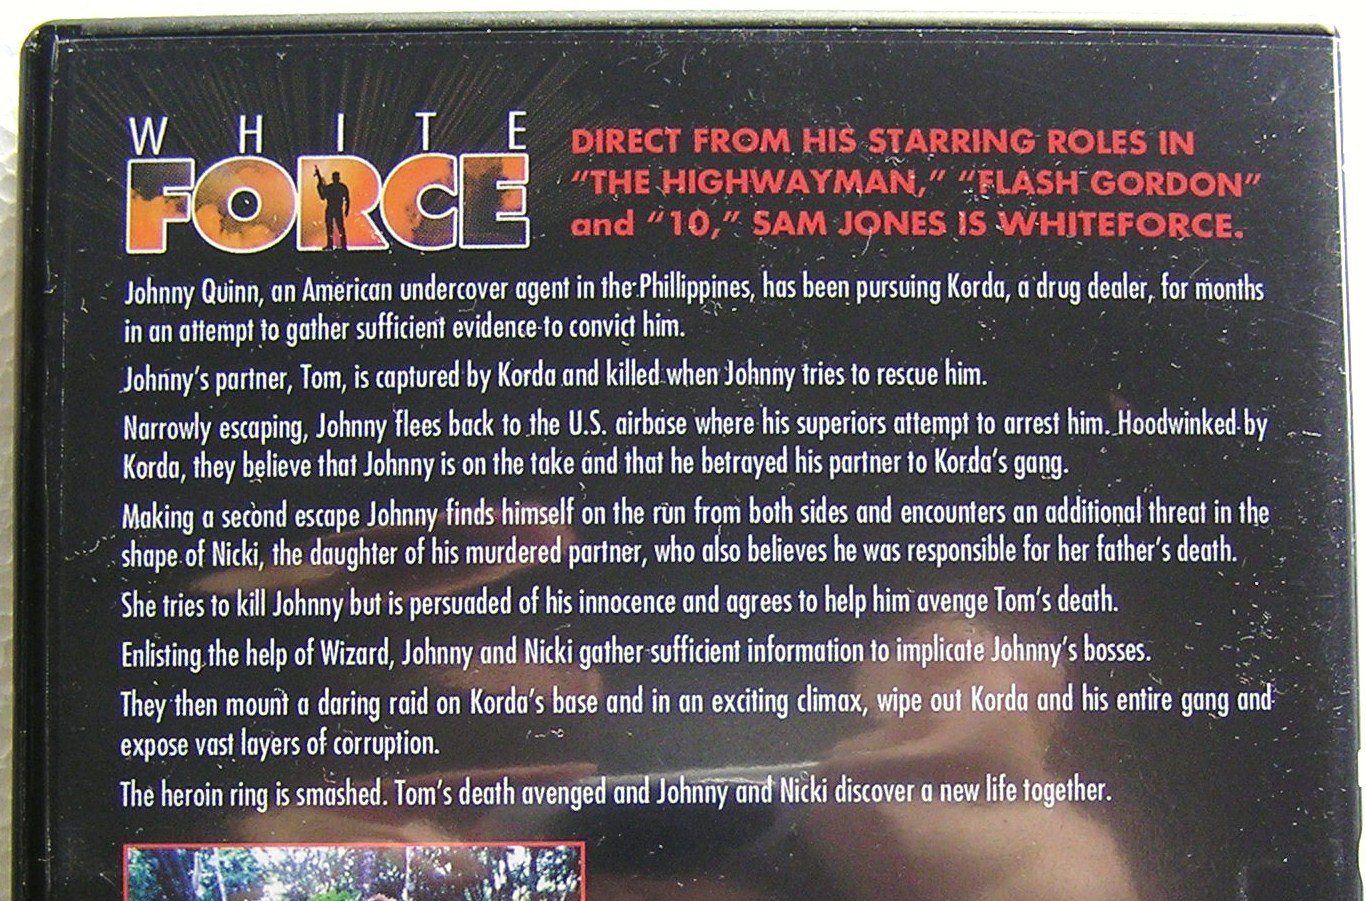 WHITE
FORCE
DIRECT FROM HIS STARRING ROLES IN
"THE HIGHWAYMAN," "FLASH GORDON"
and "10," SAM JONES IS WHITEFORCE.
Johnny Quinn, an American undercover agent in the Phillippines, has been pursuing Korda, a drug dealer, for months
in an attempt to gather sufficient evidence to convict him.
Johnny's partner, Tom, is captured by Korda and killed when Johnny tries to rescue him.
Narrowly escaping, Johnny flees back to the U.S. airbase where his superiors attempt to arrest him. Hoodwinked by
Korda, they believe that Johnny is on the take and that he betrayed his partner to Korda's gang.
Making a second escape Johnny finds himself on the run from both sides and encounters an additional threat in the
shape of Nicki, the daughter of his murdered partner, who also believes he was responsible for her father's death.
She tries to kill Johnny but is persuaded of his innocence and agrees to help him avenge Tom's death.
Enlisting the help of Wizard, Johnny and Nicki gather sufficient information to implicate Johnny's bosses.
They then mount a daring raid on Korda's base and in an exciting climax, wipe out Korda and his entire gang and
expose vast layers of corruption.
The heroin ring is smashed. Tom's death avenged and Johnny and Nicki discover a new life together.